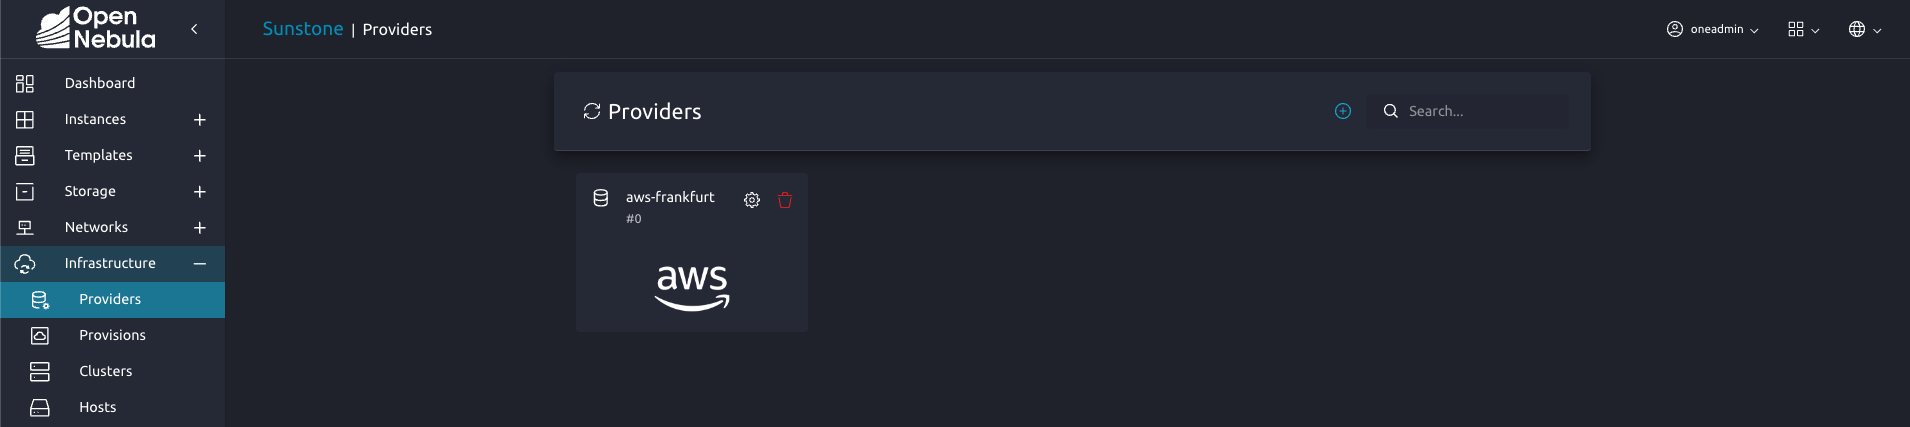 Open
Nebula
Sunstone | Providers
oneadmin
Dashboard
Instances
Templates
Storage
Networks
Infrastructure
Providers
Provisions
Clusters
Hosts
Providers
Search...
aws-frankfurt
#0
aws